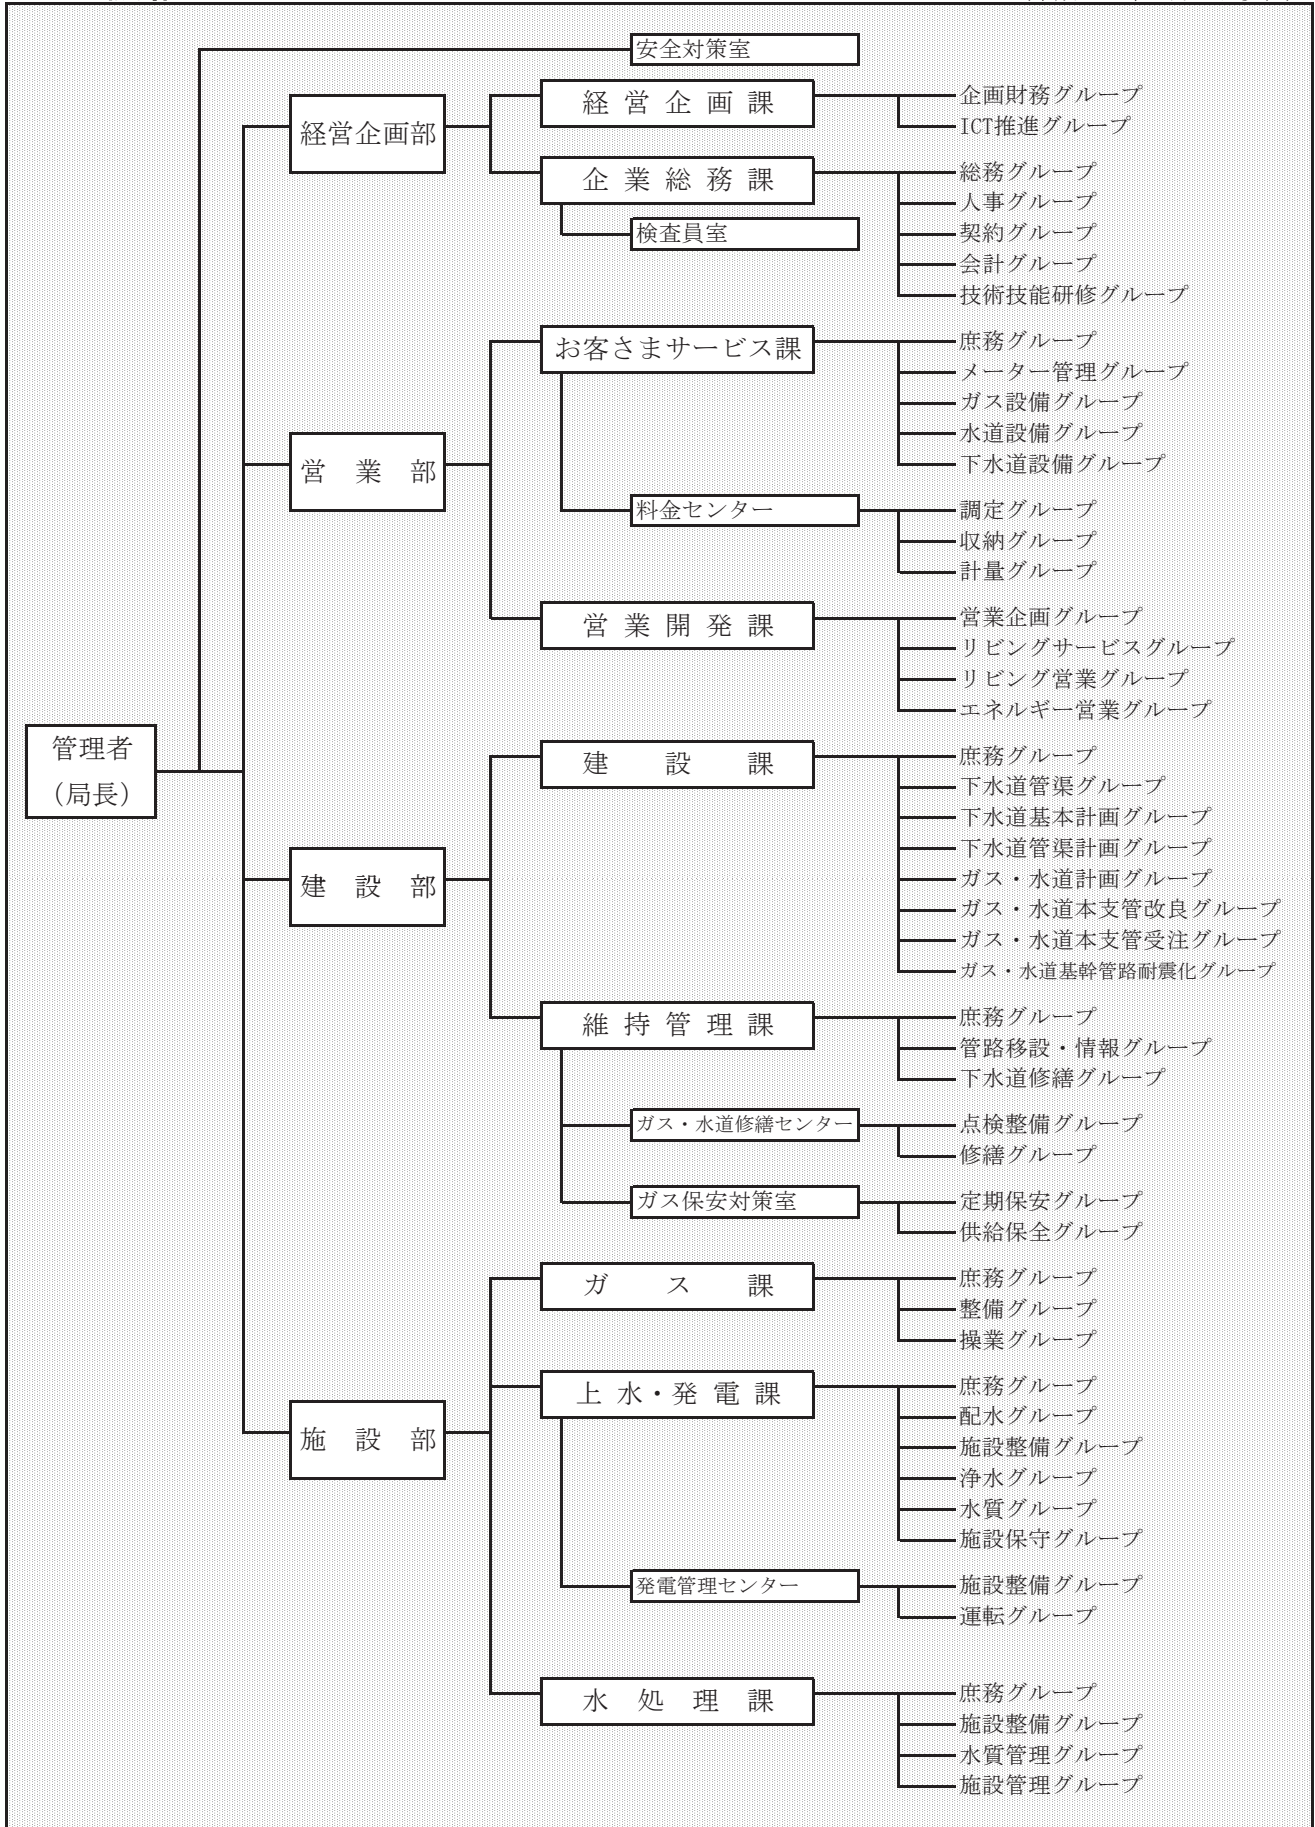 安全対策室
経営企画部
経営企画課
企画財務グループ
ICT推進グループ
企業総務課
総務グループ
人事グループ
検査員室
契約グループ
会計グループ
技術技能研修グループ
営業部
お客さまサービス課
庶務グループ
メーター管理グループ
ガス設備グループ
水道設備グループ
下水道設備グループ
料金センター
調定グループ
収納グループ
計量グループ
営業開発課
営業企画グループ
リビングサービスグループ
リビング営業グループ
エネルギー営業グループ
管理者
（局長）
建設部
建設課
庶務グループ
下水道管渠グループ
下水道基本計画グループ
下水道管渠計画グループ
ガス・水道計画グループ
ガス・水道本支管改良グループ
ガス・水道本支管受注グループ
ガス・水道基幹管路耐震化グループ
維持管理課
庶務グループ
管路移設・情報グループ
下水道修繕グループ
ガス・水道修繕センター
点検整備グループ
修繕グループ
ガス保安対策室
定期保安グループ
供給保全グループ
施設部
ガス課
庶務グループ
整備グループ
操業グループ
上水・発電課
庶務グループ
配水グループ
施設整備グループ
浄水グループ
水質グループ
施設保守グループ
発電管理センター
施設整備グループ
運転グループ
水処理課
庶務グループ
施設整備グループ
水質管理グループ
施設管理グループ